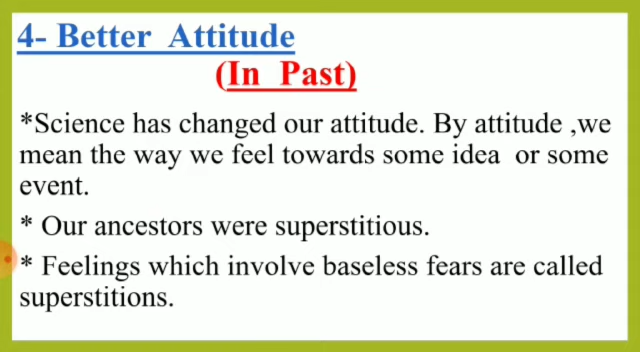 4- Better Attitude
(In Past)
*Science has changed our attitude. By attitude ,we
mean the way we feel towards some idea or some
event.
* Our ancestors were superstitious.
* Feelings which involve baseless fears are called
superstitions.